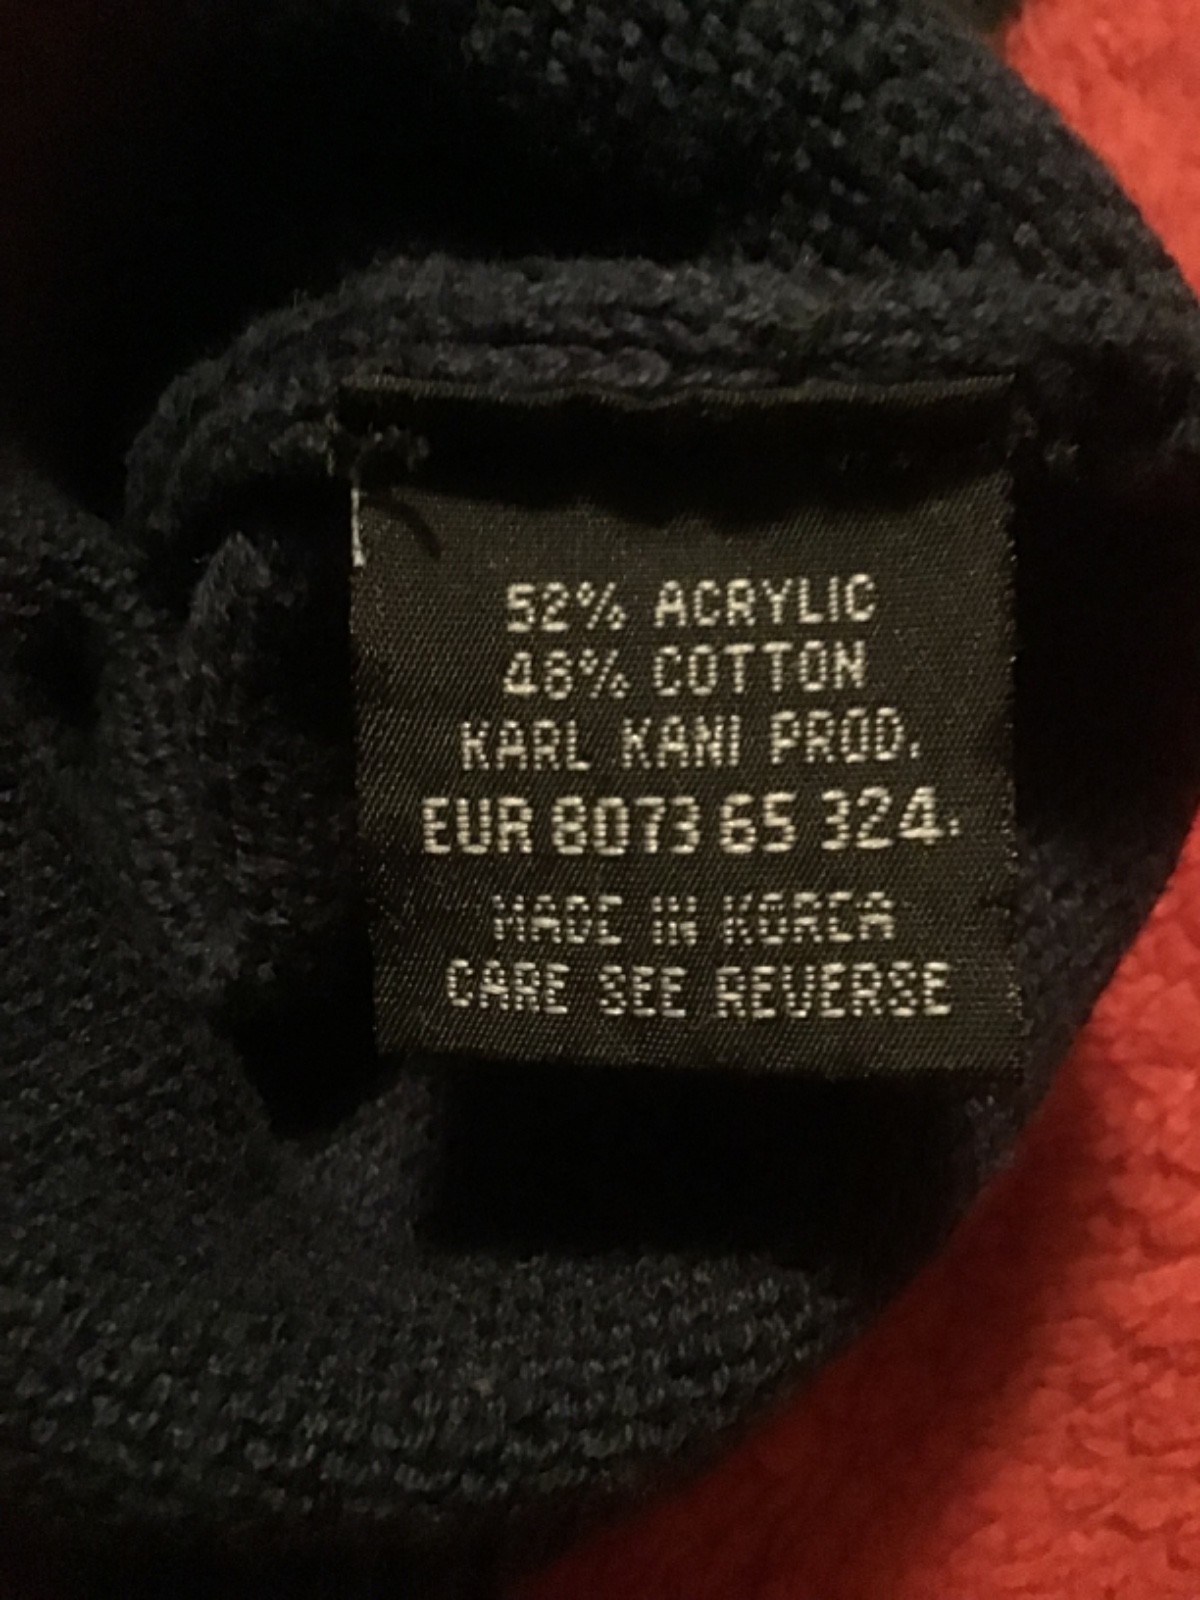 52% ACRYLIC
48% COTTON
KARL KANI PROD.
EUR 8073 65 324.
MADE IN KOREA
CARE SEE REVERSE